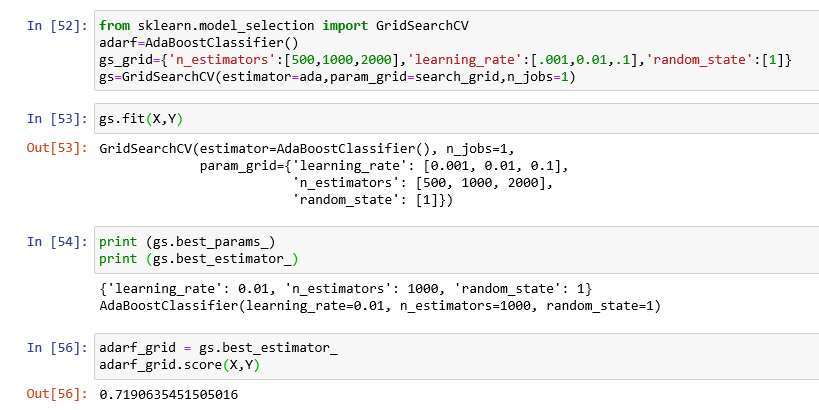 In [52]: from sklearn.model_selection import GridSearchCV
adarf=AdaBoostClassifier()
gs_grid={'n_estimators':[500,1000,2000],'learning_rate':[.001,0.01,.1],'random_state':[1]}
gs=GridSearchCV(estimator=ada,param_grid=search_grid,n_jobs=1)
In [53]: gs.fit(X,Y)
Out[53]: GridSearchCV(estimator=AdaBoostClassifier(), n_jobs=1,
param_grid={'learning_rate': [0.001, 0.01, 0.1],
'n_estimators': [500, 1000, 2000],
'random_state': [1]})
In [54]: print (gs.best_params_)
print (gs.best_estimator_)
{'learning_rate': 0.01, 'n_estimators': 1000, 'random_state': 1}
AdaBoostClassifier(learning_rate=0.01, n_estimators=1000, random_state=1)
In [56]: adarf_grid = gs.best_estimator_
adarf_grid.score(X,Y)
Out[56]: 0.7190635451505016